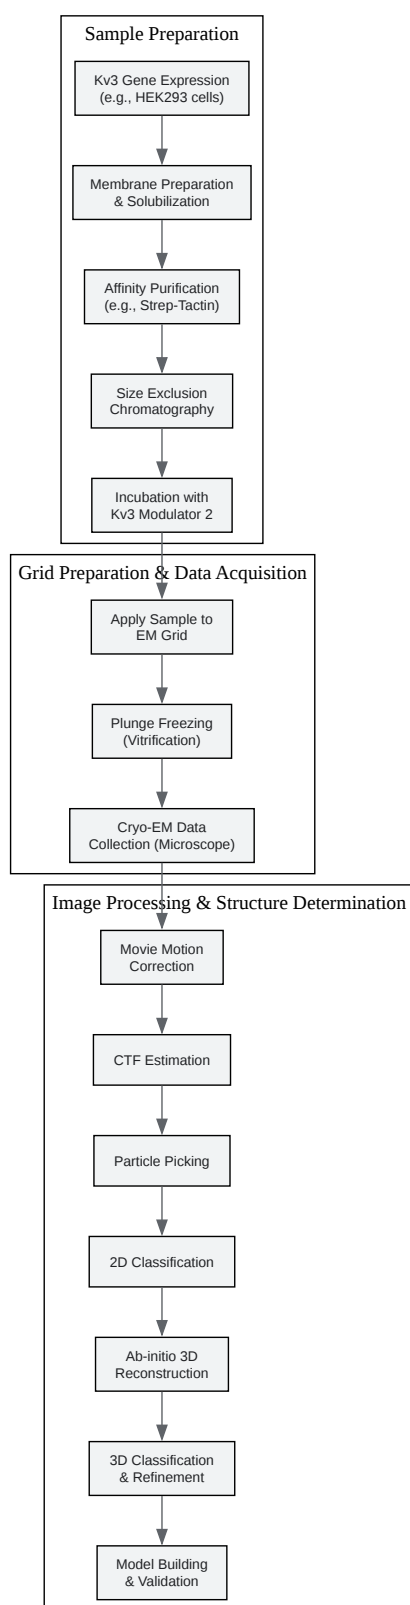 Sample Preparation
Kv3 Gene Expression
(e.g., HEK293 cells)
Membrane Preparation
& Solubilization
Affinity Purification
(e.g., Strep-Tactin)
Size Exclusion
Chromatography
Incubation with
Kv3 Modulator 2
Grid Preparation & Data Acquisition
Apply Sample to
EM Grid
Plunge Freezing
(Vitrification)
Cryo-EM Data
Collection (Microscope)
Image Processing & Structure Determination
Movie Motion
Correction
CTF Estimation
Particle Picking
2D Classification
Ab-initio 3D
Reconstruction
3D Classification
& Refinement
Model Building
& Validation